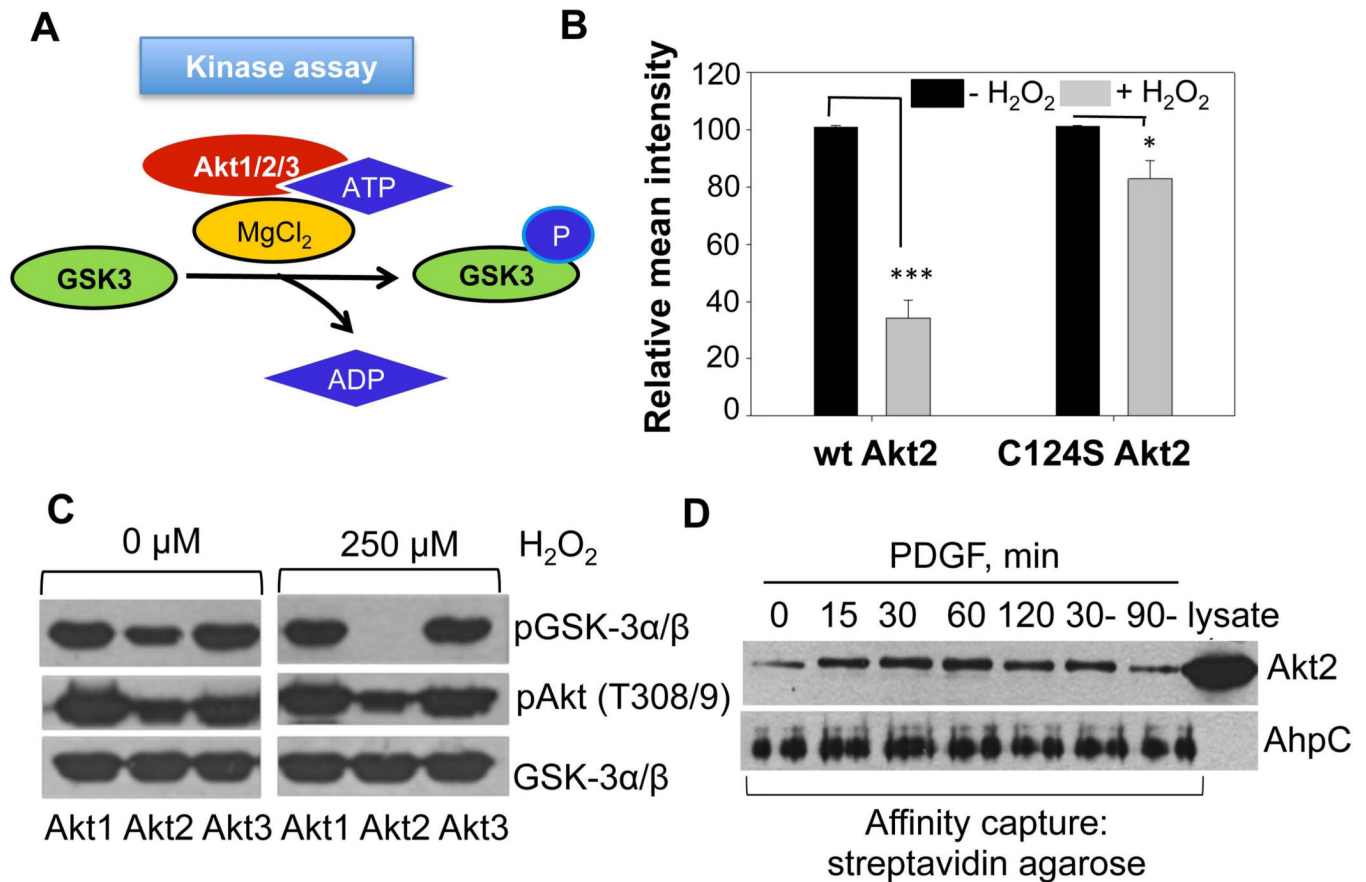 A
Kinase assay
Akt1/2/3
ATP
MgCl₂
P
GSK3
GSK3
ADP
B
Relative mean intensity
120
100
80
60
40
20
0
- H₂O₂ + H₂O₂
***
*
wt Akt2 C124S Akt2
C
0 µM 250 µM H₂O₂
pGSK-3α/β
pAkt (T308/9)
GSK-3α/β
Akt1 Akt2 Akt3 Akt1 Akt2 Akt3
D
PDGF, min
0 15 30 60 120 30- 90- lysate
Akt2
AhpC
Affinity capture:
streptavidin agarose